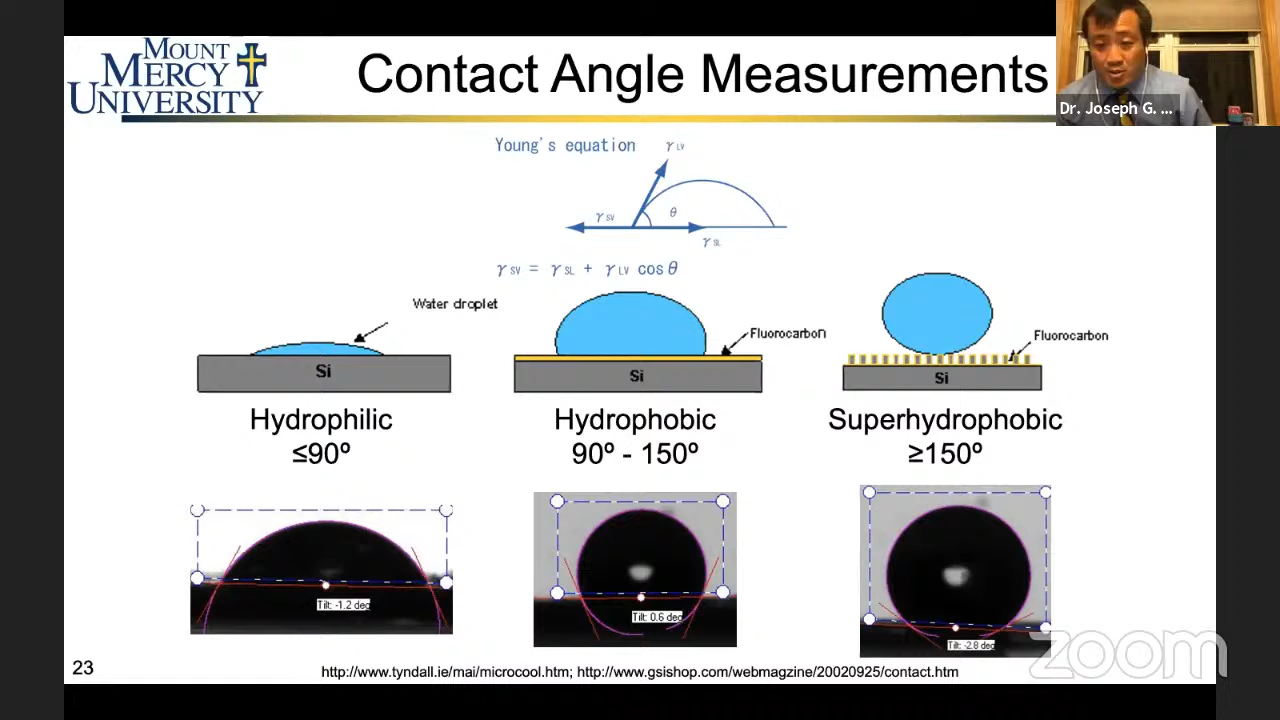 MOUNT
MERCY
UNIVERSITY
Contact Angle Measurements
Dr. Joseph G. ...
Young's equation
γ LV
γ SV
θ
γ SL
γ SV = γ SL + γ LV cos θ
Water droplet
Fluorocarbon
Fluorocarbon
Si
Si
Si
Hydrophilic
≤90º
Hydrophobic
90º - 150º
Superhydrophobic
≥150º
Tilt: -1.2 deg
Tilt: 0.6 deg
Tilt: -2.8 deg
23
http://www.tyndall.ie/mai/microcool.htm; http://www.gsishop.com/webmagzine/20020925/contact.htm
zoom